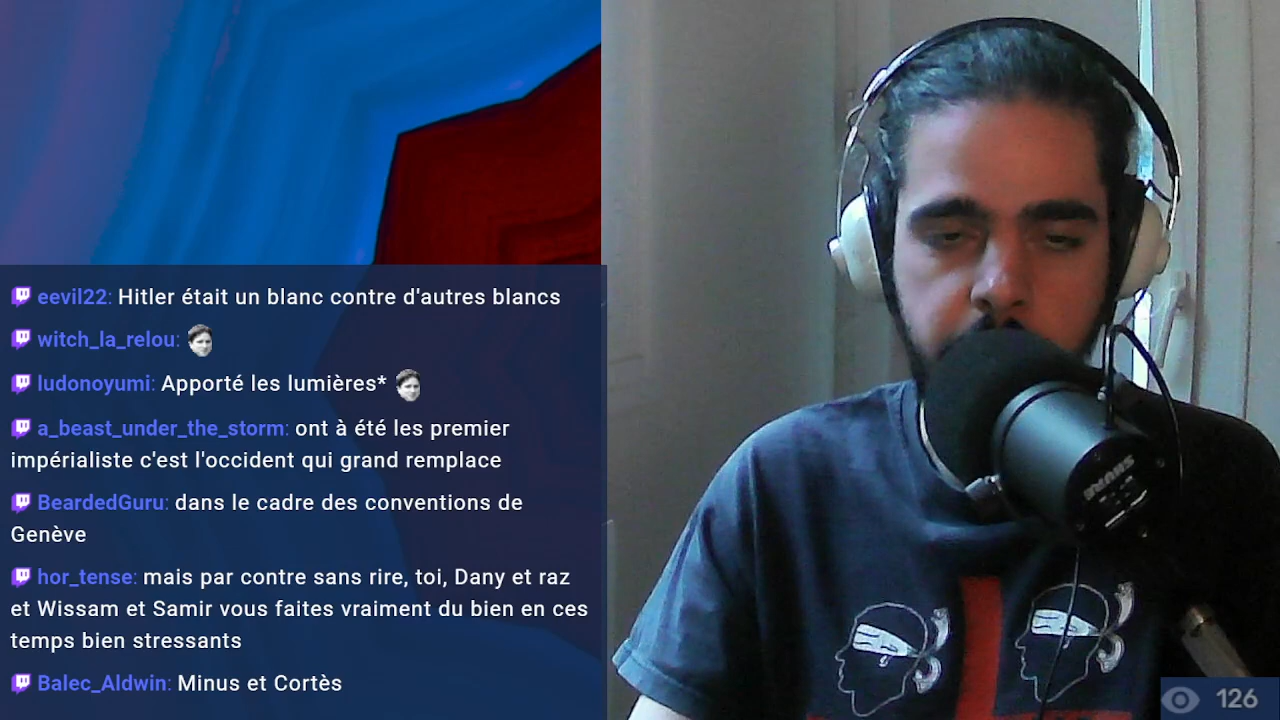 eevil22: Hitler était un blanc contre d'autres blancs
witch_la_relou:
ludonoyumi: Apporté les lumières*
a_beast_under_the_storm: ont à été les premier
impérialiste c'est l'occident qui grand remplace
BeardedGuru: dans le cadre des conventions de
Genève
hor_tense: mais par contre sans rire, toi, Dany et raz
et Wissam et Samir vous faites vraiment du bien en ces
temps bien stressants
Balec_Aldwin: Minus et Cortès
SHURE
126